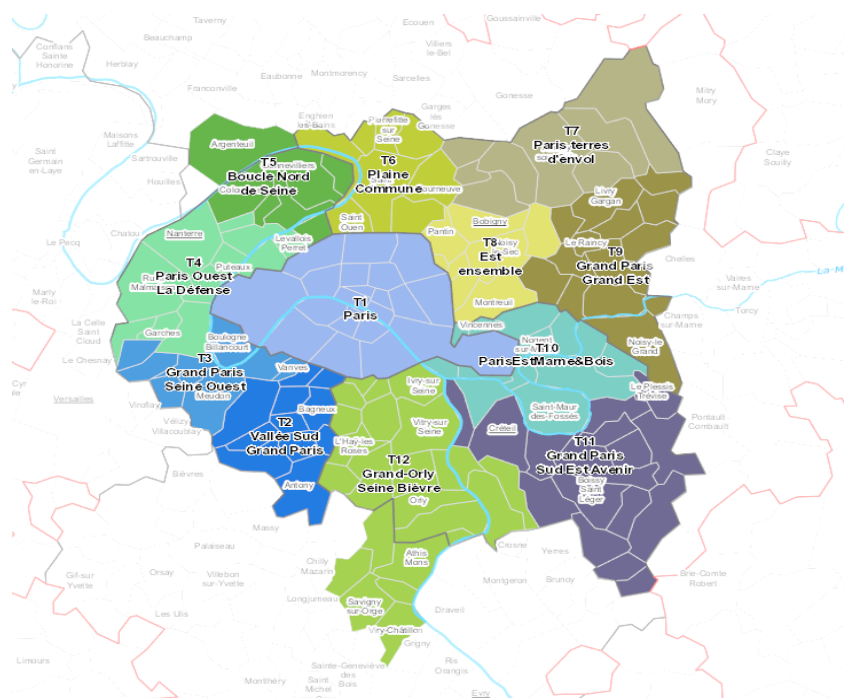 Goussainville
Taverny
Ecouen
Conflans
Sainte
Honorine
Beauchamp
Villiers
le-Bel
Herblay
Eaubonne
Montmorency
Sarcelles
Franconville
Gonesse
Mitry
Mory
Enghien
les-Bains
Pierrefitte
sur
Seine
Garges
lès
Gonesse
Maisons
Laffitte
Argenteuil
T7
Paris terres
d'envol
Saint
Germain
en-Laye
Sartrouville
Claye
Souilly
T5
Boucle Nord
de Seine
T6
Plaine
Commune
Houilles
Livry
Gargan
Saint
Ouen
Pantin
Bobigny
Chatou
Nanterre
Levallois
Perret
Le Pecq
T8
Est
ensemble
Le Raincy
T9
Grand Paris
Grand Est
Chelles
T4
Paris Ouest
La Défense
Puteaux
Vaires
sur-Marne
Marly
le-Roi
T1
Paris
Montreuil
Torcy
La Celle
Saint
Cloud
Garches
Boulogne
Billancourt
Vincennes
Champs
sur-Marne
Noisy-le
Grand
T10
ParisEstMarne&Bois
Le Chesnay
T3
Grand Paris
Seine Ouest
Vanves
Ivry-sur
Seine
Le Plessis
Trévise
Versailles
Meudon
Viroflay
Bagneux
Saint-Maur
des-Fossés
Vélizy
Villacoublay
T2
Vallée Sud
Grand Paris
Vitry-sur
Seine
Créteil
Pontault
Combault
L'Haÿ-les
Roses
T11
Grand Paris
Sud Est Avenir
T12
Grand-Orly
Seine Bièvre
Bièvres
Antony
Boissy
Saint
Léger
Orly
Massy
Palaiseau
Crosne
Yerres
Athis
Mons
Chilly
Mazarin
Gif-sur
Yvette
Orsay
Villebon
sur-Yvette
Montgeron
Brunoy
Brie-Comte
Robert
Longjumeau
Savigny
sur-Orge
Draveil
Les Ulis
Viry-Châtillon
Grigny
Limours
Ris
Orangis
Sainte-Geneviève
des
Bois
Montlhéry
Saint
Michel
Evry